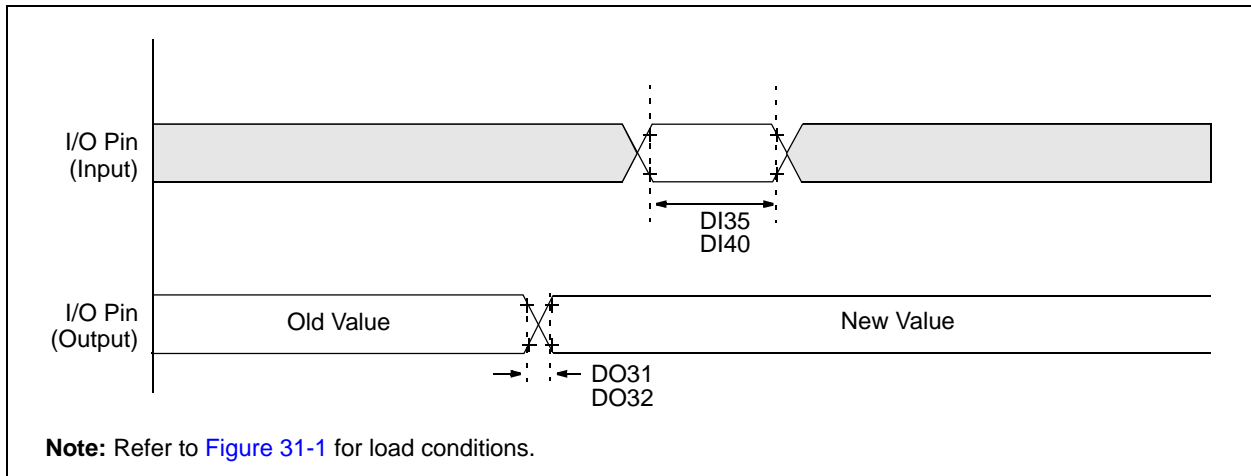 I/O Pin
(Input)
DI35
DI40
I/O Pin
(Output)
Old Value
New Value
DO31
DO32
Note: Refer to Figure 31-1 for load conditions.